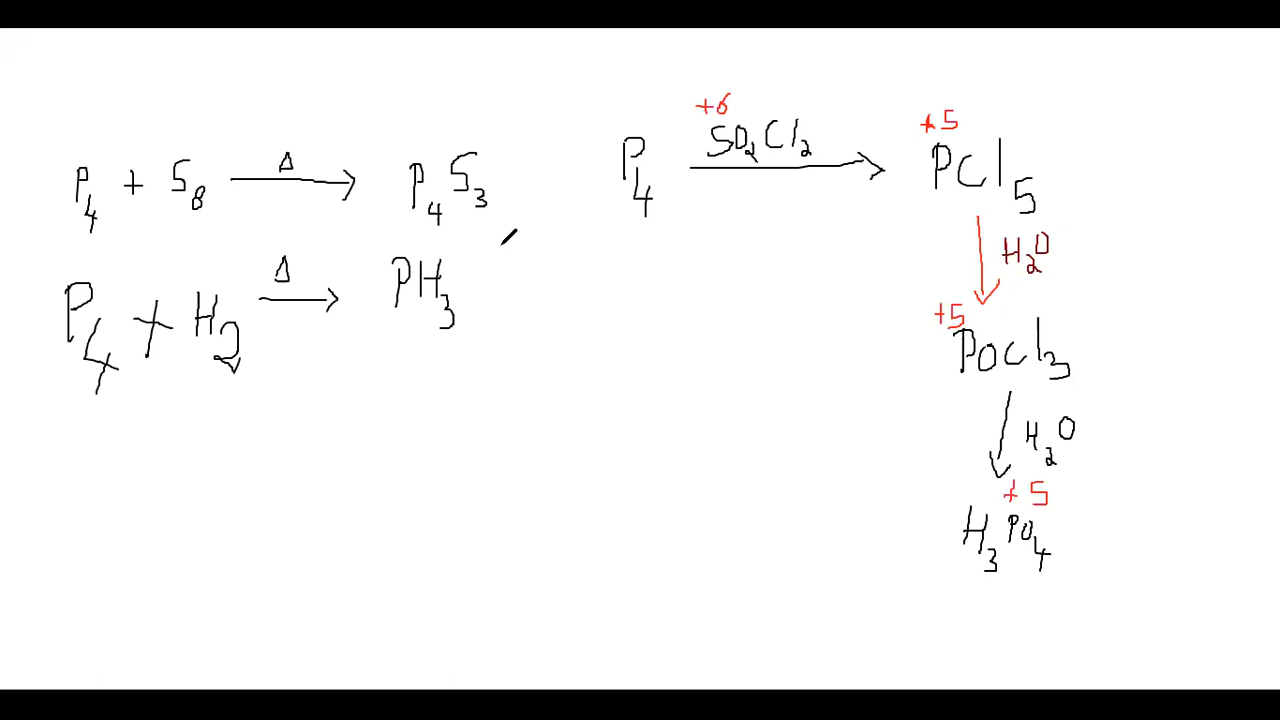 P₄ + S₈ —Δ→ P₄S₃
P₄ + H₂ —Δ→ PH₃
+6
SO₂Cl₂
P₄ → PCl₅
+5
H₂O
+5
POCl₃
H₂O
+5
H₃PO₄